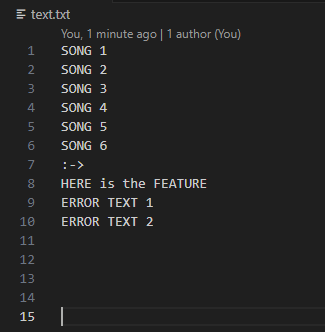 text.txt
You, 1 minute ago | 1 author (You)
1 SONG 1
2 SONG 2
3 SONG 3
4 SONG 4
5 SONG 5
6 SONG 6
7 :->
8 HERE is the FEATURE
9 ERROR TEXT 1
10 ERROR TEXT 2
11
12
13
14
15